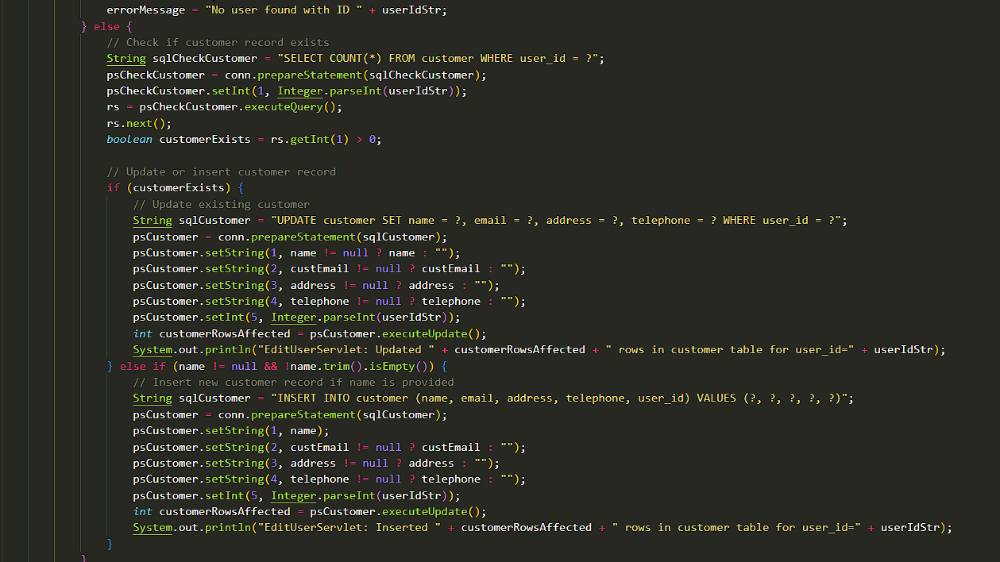 errorMessage = "No user found with ID " + userIdStr;
} else {
// Check if customer record exists
String sqlCheckCustomer = "SELECT COUNT(*) FROM customer WHERE user_id = ?";
psCheckCustomer = conn.prepareStatement(sqlCheckCustomer);
psCheckCustomer.setInt(1, Integer.parseInt(userIdStr));
rs = psCheckCustomer.executeQuery();
rs.next();
boolean customerExists = rs.getInt(1) > 0;
// Update or insert customer record
if (customerExists) {
// Update existing customer
String sqlCustomer = "UPDATE customer SET name = ?, email = ?, address = ?, telephone = ? WHERE user_id = ?";
psCustomer = conn.prepareStatement(sqlCustomer);
psCustomer.setString(1, name != null ? name : "");
psCustomer.setString(2, custEmail != null ? custEmail : "");
psCustomer.setString(3, address != null ? address : "");
psCustomer.setString(4, telephone != null ? telephone : "");
psCustomer.setInt(5, Integer.parseInt(userIdStr));
int customerRowsAffected = psCustomer.executeUpdate();
System.out.println("EditUserServlet: Updated " + customerRowsAffected + " rows in customer table for user_id=" + userIdStr);
} else if (name != null && !name.trim().isEmpty()) {
// Insert new customer record if name is provided
String sqlCustomer = "INSERT INTO customer (name, email, address, telephone, user_id) VALUES (?, ?, ?, ?, ?)";
psCustomer = conn.prepareStatement(sqlCustomer);
psCustomer.setString(1, name);
psCustomer.setString(2, custEmail != null ? custEmail : "");
psCustomer.setString(3, address != null ? address : "");
psCustomer.setString(4, telephone != null ? telephone : "");
psCustomer.setInt(5, Integer.parseInt(userIdStr));
int customerRowsAffected = psCustomer.executeUpdate();
System.out.println("EditUserServlet: Inserted " + customerRowsAffected + " rows in customer table for user_id=" + userIdStr);
}
}